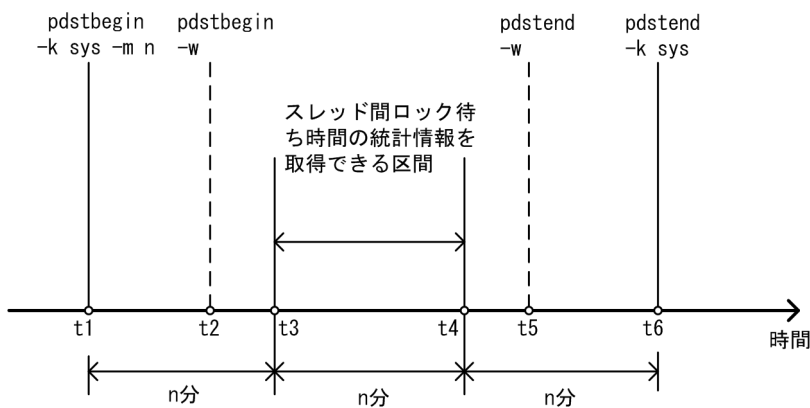 pdstbegin
-k sys -m n
pdstbegin
-w
pdstend
-w
pdstend
-k sys
スレッド間ロック待
ち時間の統計情報を
取得できる区間
t1
t2
t3
t4
t5
t6
時間
n分
n分
n分